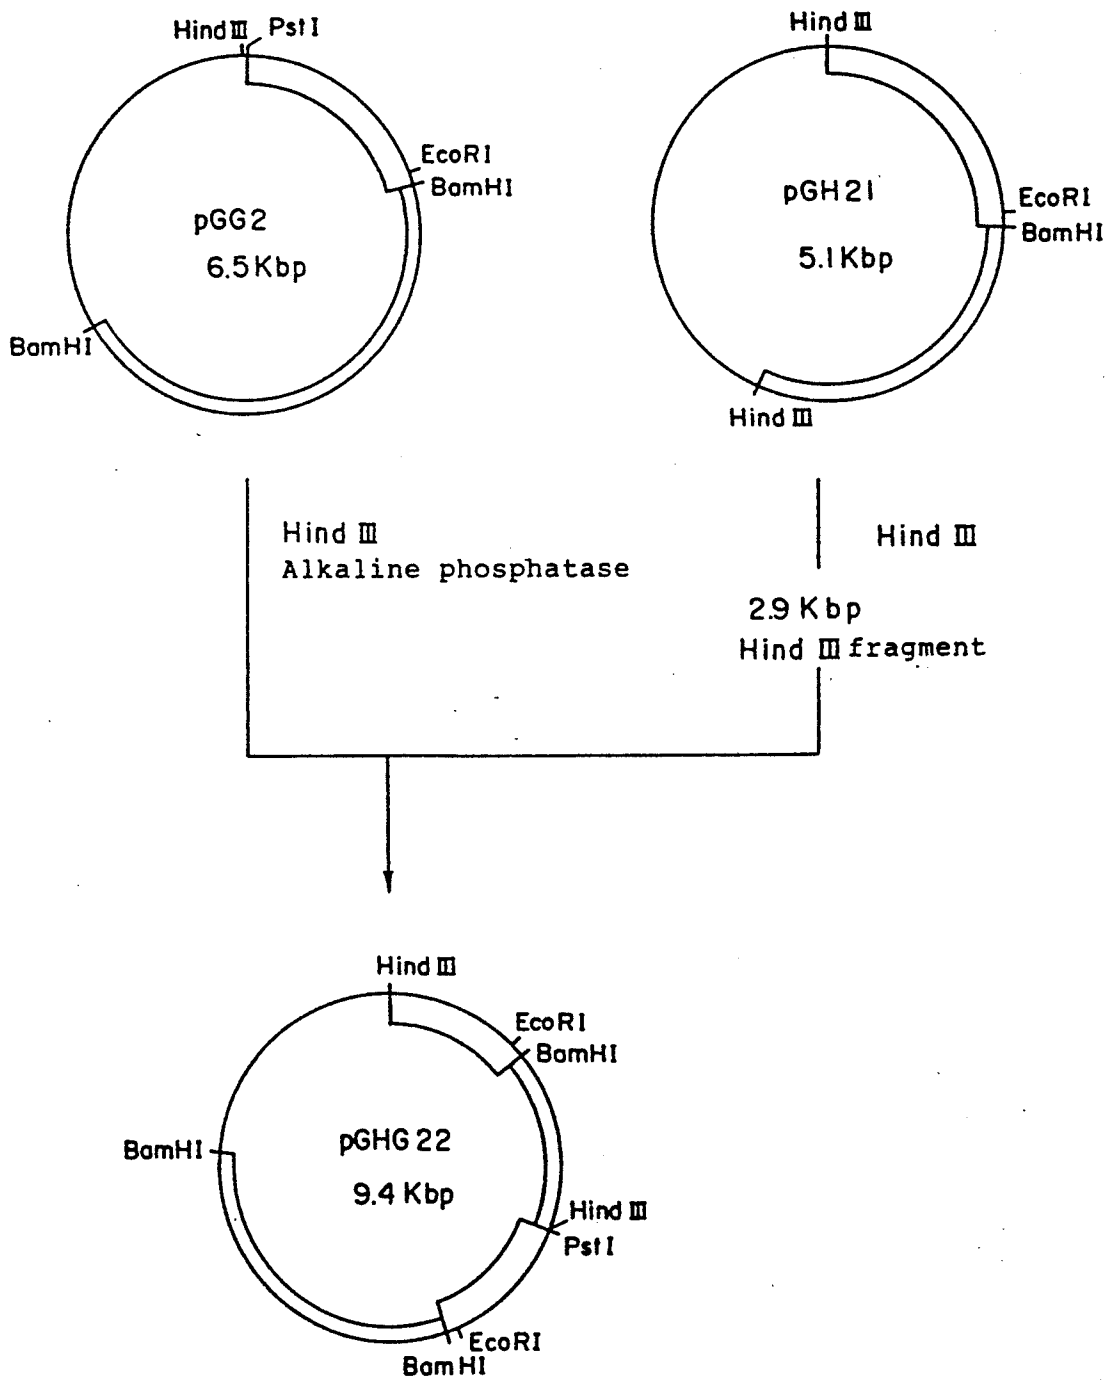 Hind III
Pst I
EcoRI
BamHI
pGG2
6.5 Kbp
BamHI
Hind III
EcoRI
BamHI
pGH21
5.1 Kbp
Hind III
Hind III
Alkaline phosphatase
Hind III
2.9 Kbp
Hind III fragment
Hind III
EcoRI
BamHI
BamHI
pGHG 22
9.4 Kbp
Hind III
Pst I
EcoRI
BamHI